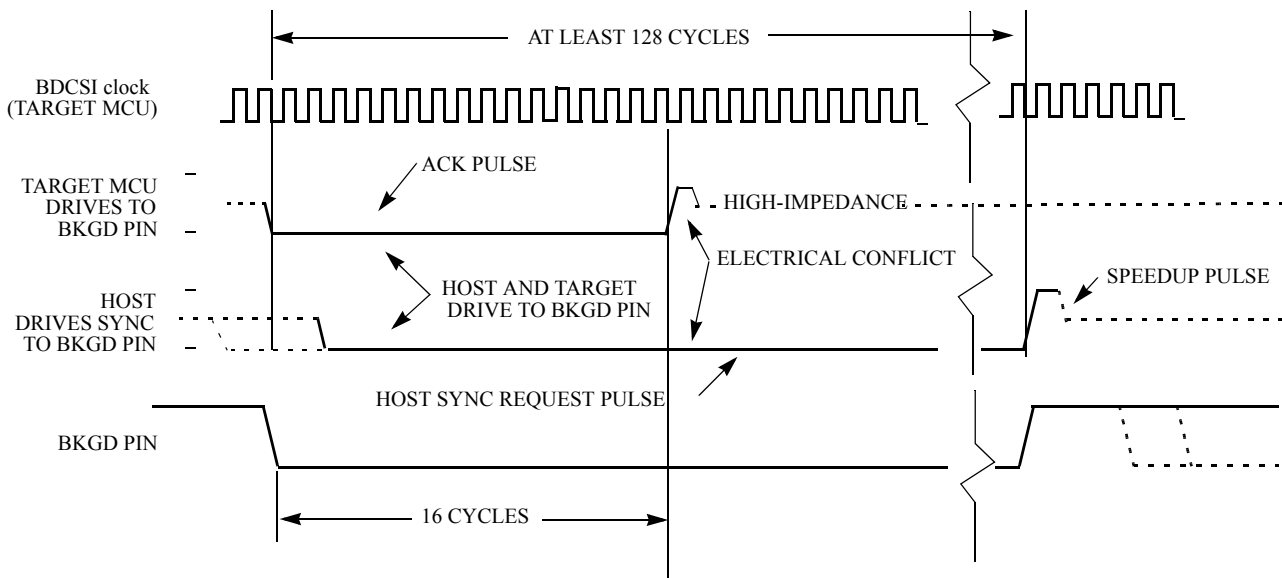 AT LEAST 128 CYCLES
BDCSI clock
(TARGET MCU)
ACK PULSE
TARGET MCU
DRIVES TO
BKGD PIN
HIGH-IMPEDANCE
ELECTRICAL CONFLICT
HOST AND TARGET
DRIVE TO BKGD PIN
SPEEDUP PULSE
HOST
DRIVES SYNC
TO BKGD PIN
HOST SYNC REQUEST PULSE
BKGD PIN
16 CYCLES